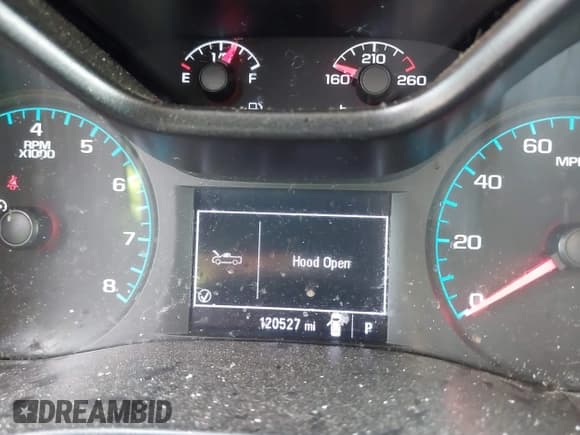 E F
160 210 260
4 5 6 7 8
RPM
X1000
Hood Open
120527 mi P
0 20 40 60
DREAMBID